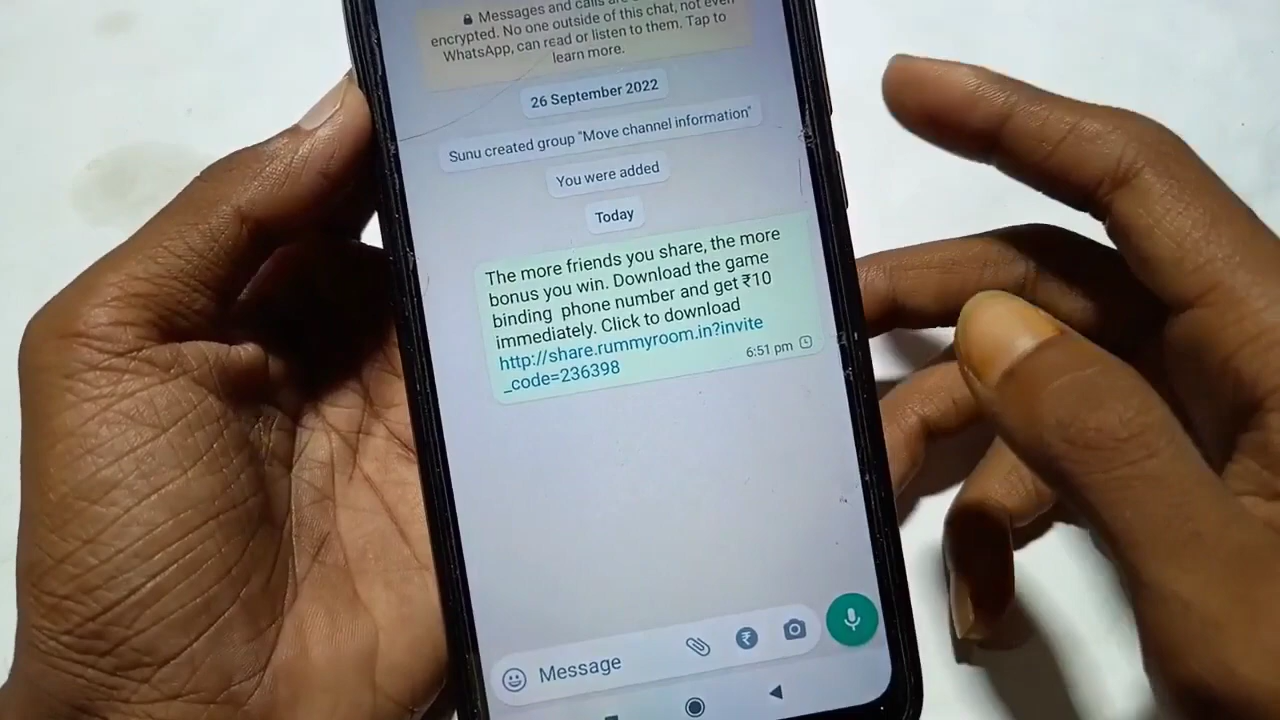 Messages and calls are
encrypted. No one outside of this chat, not even
WhatsApp, can read or listen to them. Tap to
learn more.
26 September 2022
Sunu created group "Move channel information"
You were added
Today
The more friends you share, the more
bonus you win. Download the game
binding phone number and get ₹10
immediately. Click to download
http://share.rummyroom.in?invite
_code=236398
6:51 pm
Message